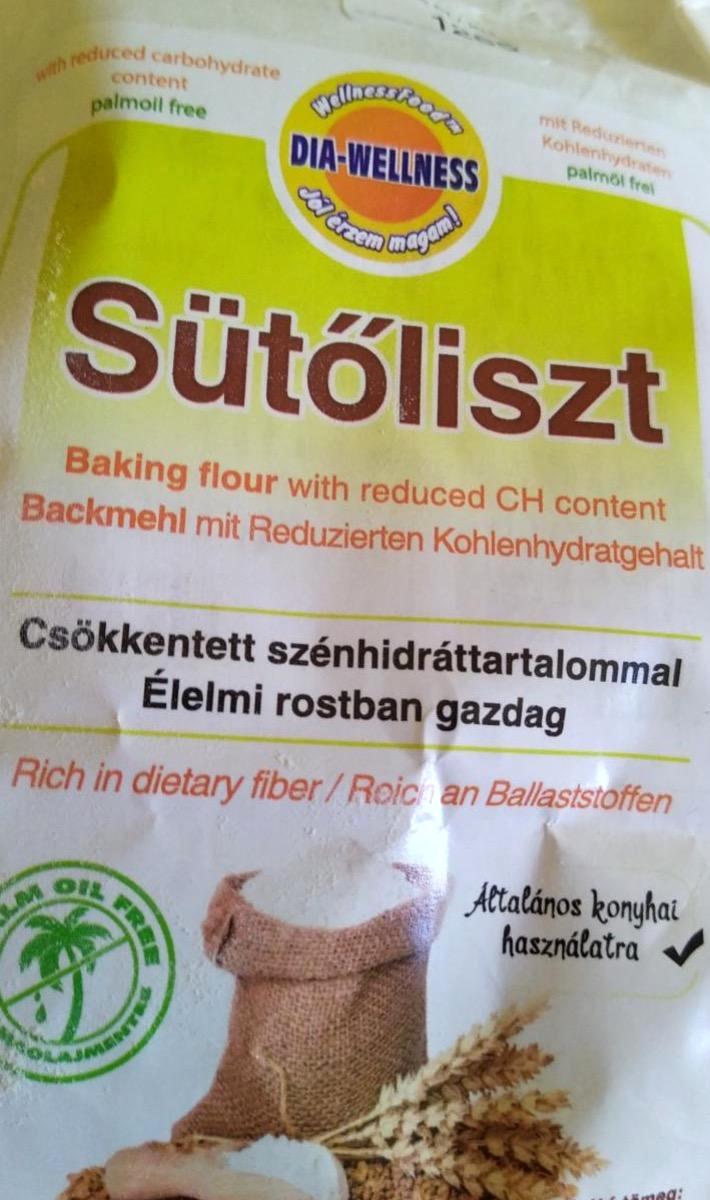 with reduced carbohydrate
content
palmoil free
WellnessFood™
DIA-WELLNESS
Jól érzem magam!
mit Reduzierten
Kohlenhydraten
palmöl frei
Sütőliszt
Baking flour with reduced CH content
Backmehl mit Reduzierten Kohlenhydratgehalt
Csökkentett szénhidráttartalommal
Élelmi rostban gazdag
Rich in dietary fiber / Reich an Ballaststoffen
OIL FREE
Általános konyhai
használatra